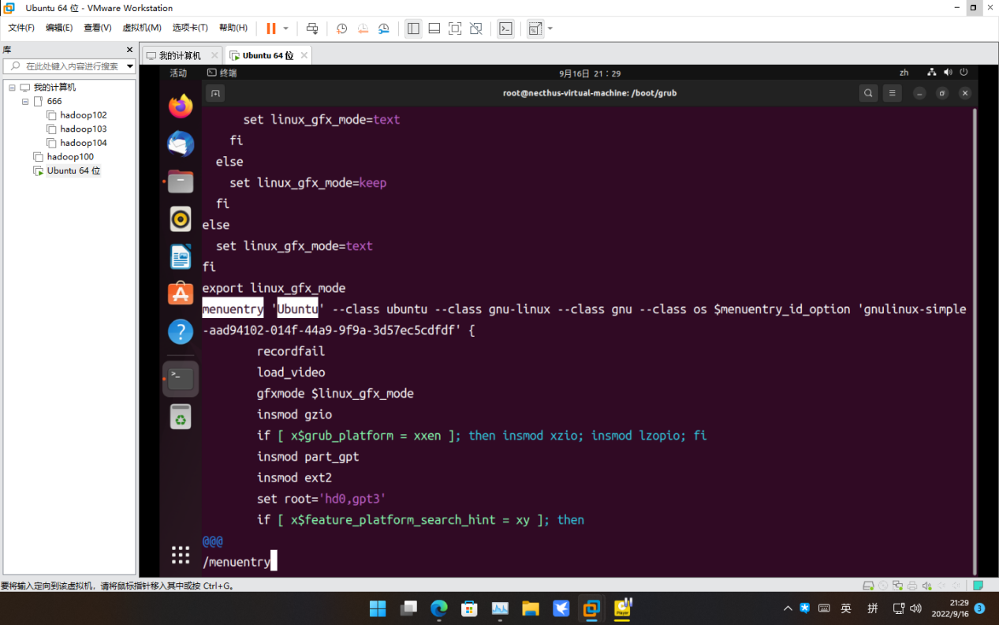 Ubuntu 64 位 - VMware Workstation
文件(F) 编辑(E) 查看(V) 虚拟机(M) 选项卡(T) 帮助(H)
库
在此处键入内容进行搜索
我的计算机
666
hadoop102
hadoop103
hadoop104
hadoop100
Ubuntu 64 位
我的计算机
Ubuntu 64 位
活动 终端 9月16日 21：29 zh
root@necthus-virtual-machine: /boot/grub
set linux_gfx_mode=text
fi
else
set linux_gfx_mode=keep
fi
else
set linux_gfx_mode=text
fi
export linux_gfx_mode
menuentry 'Ubuntu' --class ubuntu --class gnu-linux --class gnu --class os $menuentry_id_option 'gnulinux-simple
-aad94102-014f-44a9-9f9a-3d57ec5cdfdf' {
recordfail
load_video
gfxmode $linux_gfx_mode
insmod gzio
if [ x$grub_platform = xxen ]; then insmod xzio; insmod lzopio; fi
insmod part_gpt
insmod ext2
set root='hd0,gpt3'
if [ x$feature_platform_search_hint = xy ]; then
@@@
/menuentry
要将输入定向到该虚拟机，请将鼠标指针移入其中或按 Ctrl+G。
Player
英 拼
21:29
2022/9/16
3